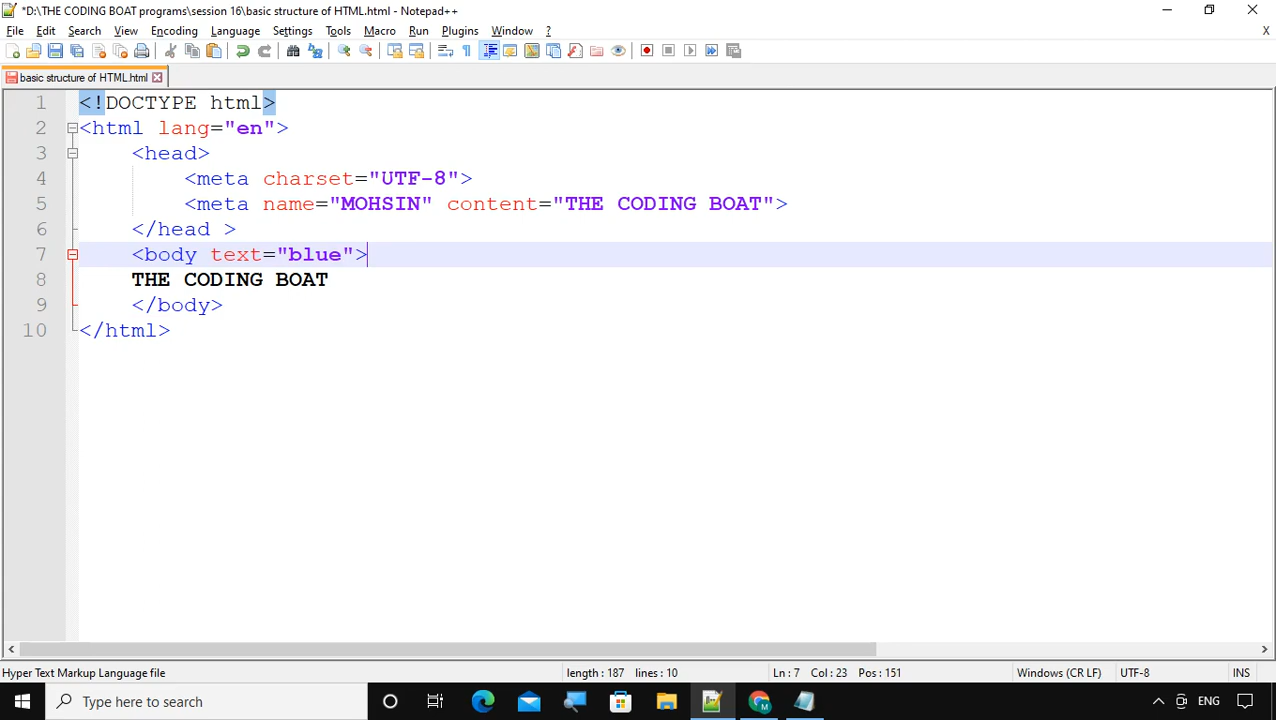 *D:\THE CODING BOAT programs\session 16\basic structure of HTML.html - Notepad++
File Edit Search View Encoding Language Settings Tools Macro Run Plugins Window ? X
basic structure of HTML.html
1 <!DOCTYPE html>
2 <html lang="en">
3 <head>
4 <meta charset="UTF-8">
5 <meta name="MOHSIN" content="THE CODING BOAT">
6 </head >
7 <body text="blue">
8 THE CODING BOAT
9 </body>
10 </html>
Hyper Text Markup Language file length : 187 lines : 10 Ln : 7 Col : 23 Pos : 151 Windows (CR LF) UTF-8 INS
Type here to search ENG